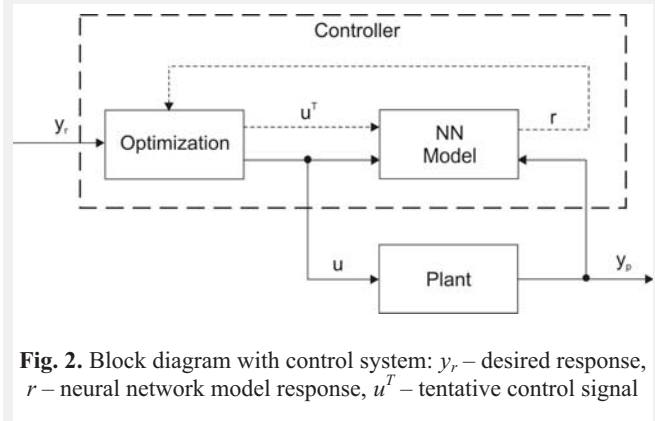 Controller
y_r
Optimization
u^T
NN
Model
r
u
Plant
y_p
Fig. 2. Block diagram with control system: y_r – desired response,
r – neural network model response, u^T – tentative control signal